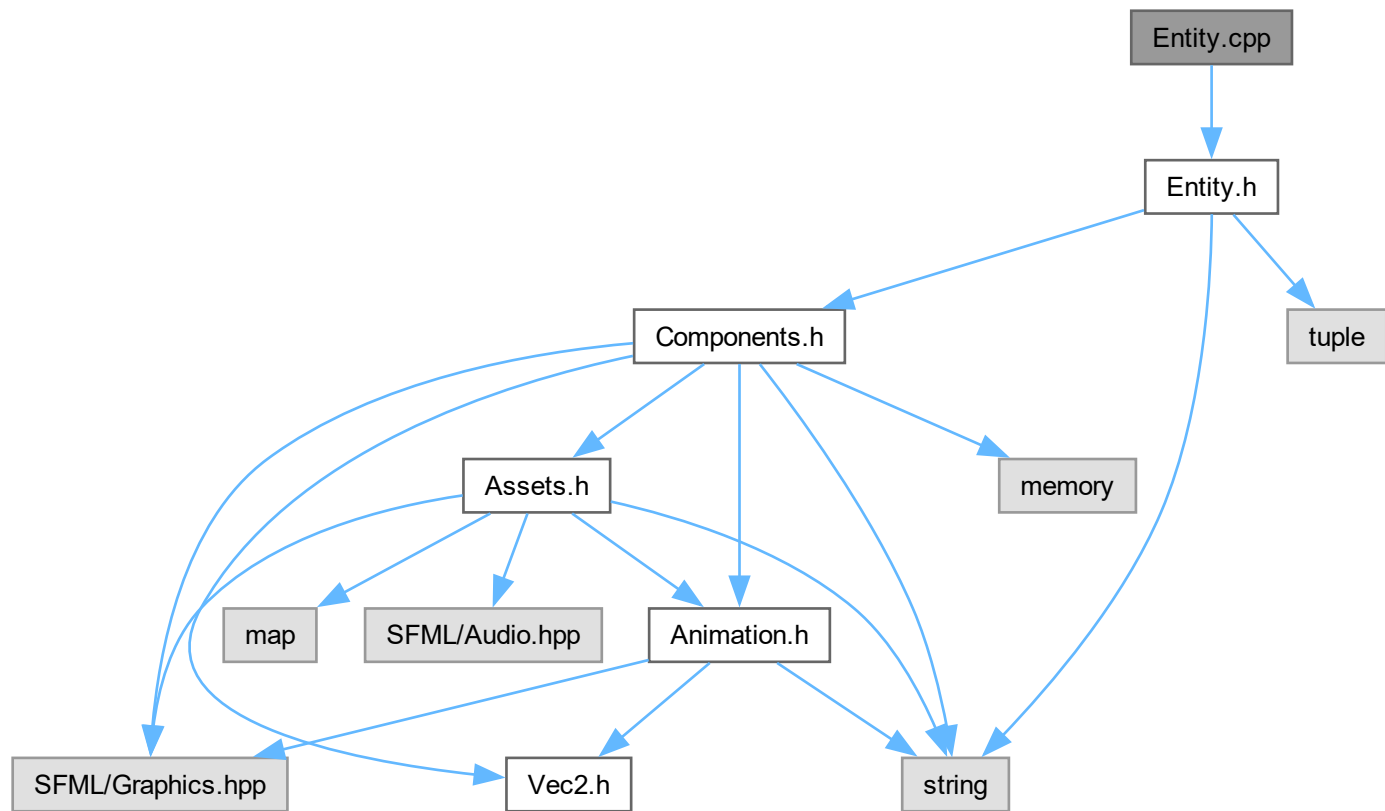 Entity.cpp
Entity.h
Components.h
tuple
Assets.h
memory
map
SFML/Audio.hpp
Animation.h
SFML/Graphics.hpp
Vec2.h
string